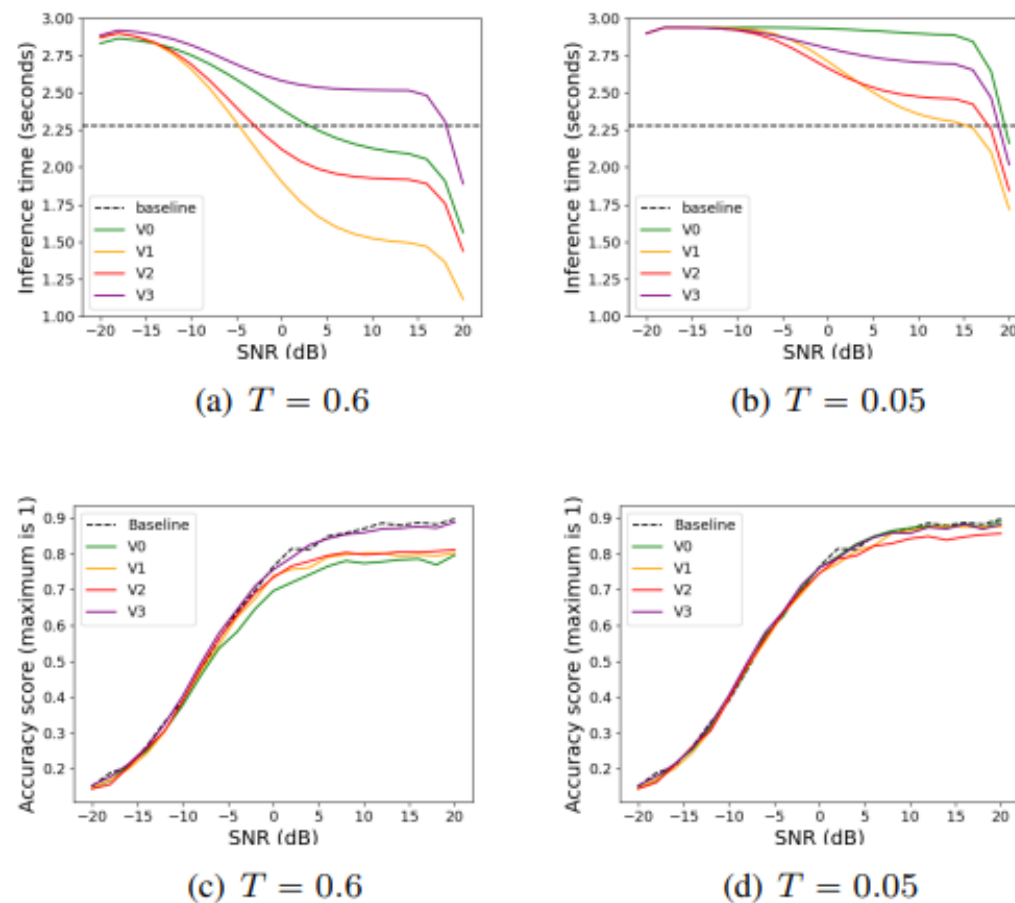 3.00
2.75
2.50
2.25
2.00
1.75
1.50
1.25
1.00
Inference time (seconds)
baseline
V0
V1
V2
V3
−20 −15 −10 −5 0 5 10 15 20
SNR (dB)
(a) T = 0.6
3.00
2.75
2.50
2.25
2.00
1.75
1.50
1.25
1.00
Inference time (seconds)
baseline
V0
V1
V2
V3
−20 −15 −10 −5 0 5 10 15 20
SNR (dB)
(b) T = 0.05
0.9
0.8
0.7
0.6
0.5
0.4
0.3
0.2
Accuracy score (maximum is 1)
Baseline
V0
V1
V2
V3
−20 −15 −10 −5 0 5 10 15 20
SNR (dB)
(c) T = 0.6
0.9
0.8
0.7
0.6
0.5
0.4
0.3
0.2
Accuracy score (maximum is 1)
Baseline
V0
V1
V2
V3
−20 −15 −10 −5 0 5 10 15 20
SNR (dB)
(d) T = 0.05